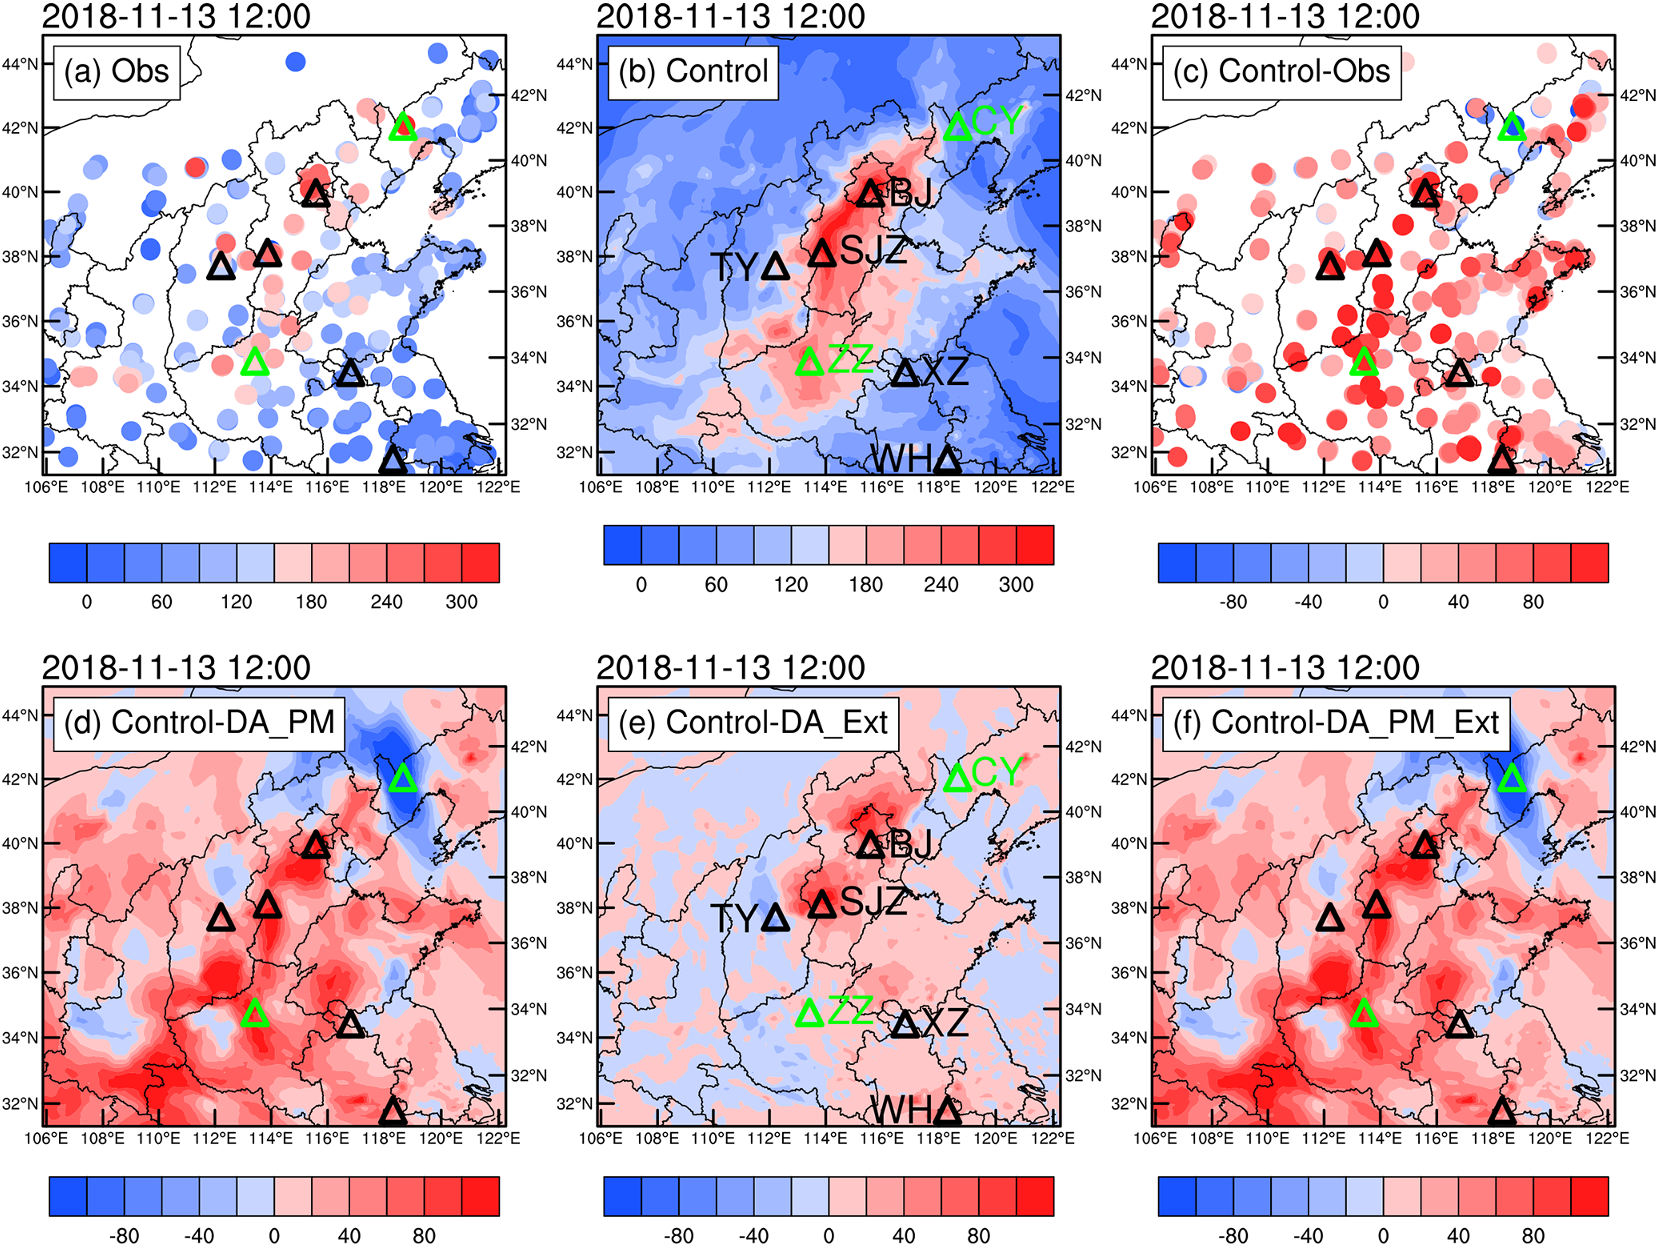 2018-11-13 12:00 2018-11-13 12:00 2018-11-13 12:00
(a) Obs (b) Control (c) Control-Obs
44°N 44°N 44°N
42°N 42°N 42°N
42°N CY 42°N 42°N
40°N 40°N 40°N
40°N 40°N BJ 40°N
38°N 38°N 38°N
38°N 38°N TY SJZ 38°N
36°N 36°N 36°N
36°N 36°N 36°N
34°N ZZ 34°N 34°N
34°N 34°N XZ 34°N
32°N 32°N 32°N
32°N 32°N WH 32°N
106°E 108°E 110°E 112°E 114°E 116°E 118°E 120°E 122°E 106°E 108°E 110°E 112°E 114°E 116°E 118°E 120°E 122°E 106°E 108°E 110°E 112°E 114°E 116°E 118°E 120°E 122°E
0 60 120 180 240 300 0 60 120 180 240 300 -80 -40 0 40 80
2018-11-13 12:00 2018-11-13 12:00 2018-11-13 12:00
(d) Control-DA_PM (e) Control-DA_Ext (f) Control-DA_PM_Ext
44°N 44°N 44°N
42°N 42°N 42°N
42°N 42°N CY 42°N
40°N 40°N 40°N
40°N 40°N BJ 40°N
38°N 38°N 38°N
38°N 38°N TY SJZ 38°N
36°N 36°N 36°N
36°N 36°N 36°N
34°N ZZ 34°N 34°N
34°N 34°N XZ 34°N
32°N 32°N 32°N
32°N 32°N WH 32°N
106°E 108°E 110°E 112°E 114°E 116°E 118°E 120°E 122°E 106°E 108°E 110°E 112°E 114°E 116°E 118°E 120°E 122°E 106°E 108°E 110°E 112°E 114°E 116°E 118°E 120°E 122°E
-80 -40 0 40 80 -80 -40 0 40 80 -80 -40 0 40 80